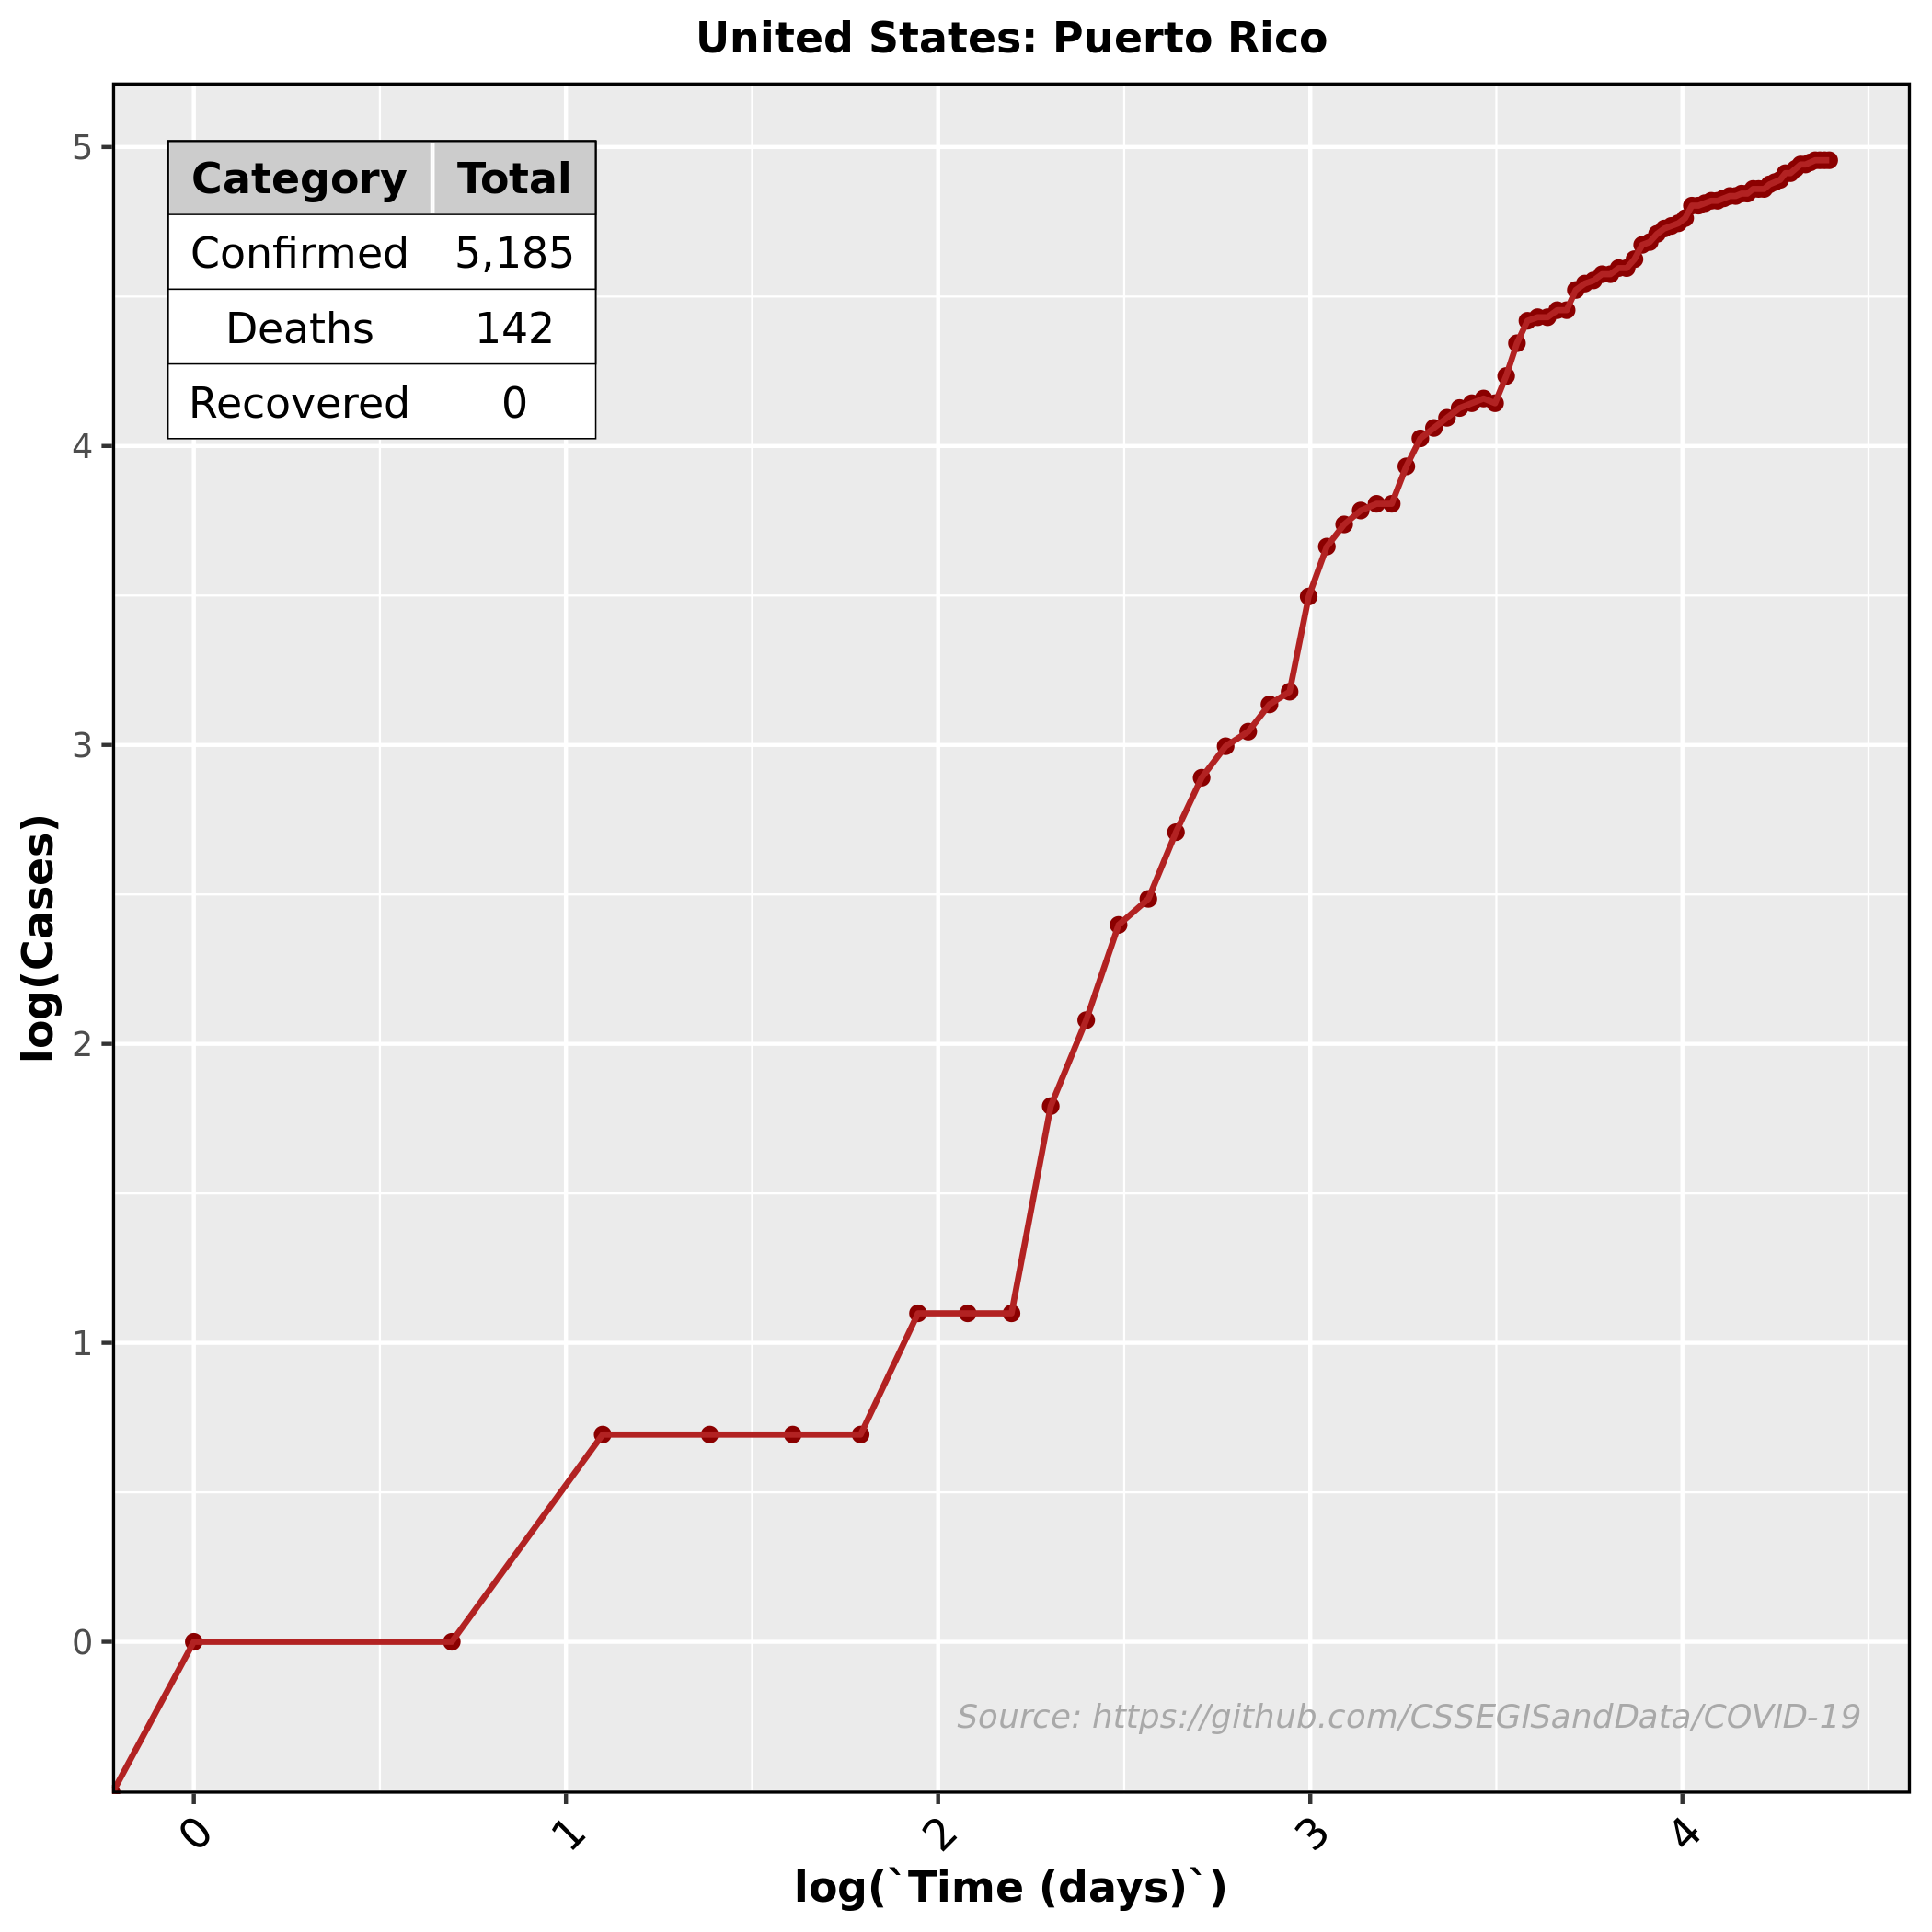 United States: Puerto Rico
Category Total
Confirmed 5,185
Deaths 142
Recovered 0
5
4
3
2
1
0
log(Cases)
Source: https://github.com/CSSEGISandData/COVID-19
0 1 2 3 4
log(`Time (days)`)